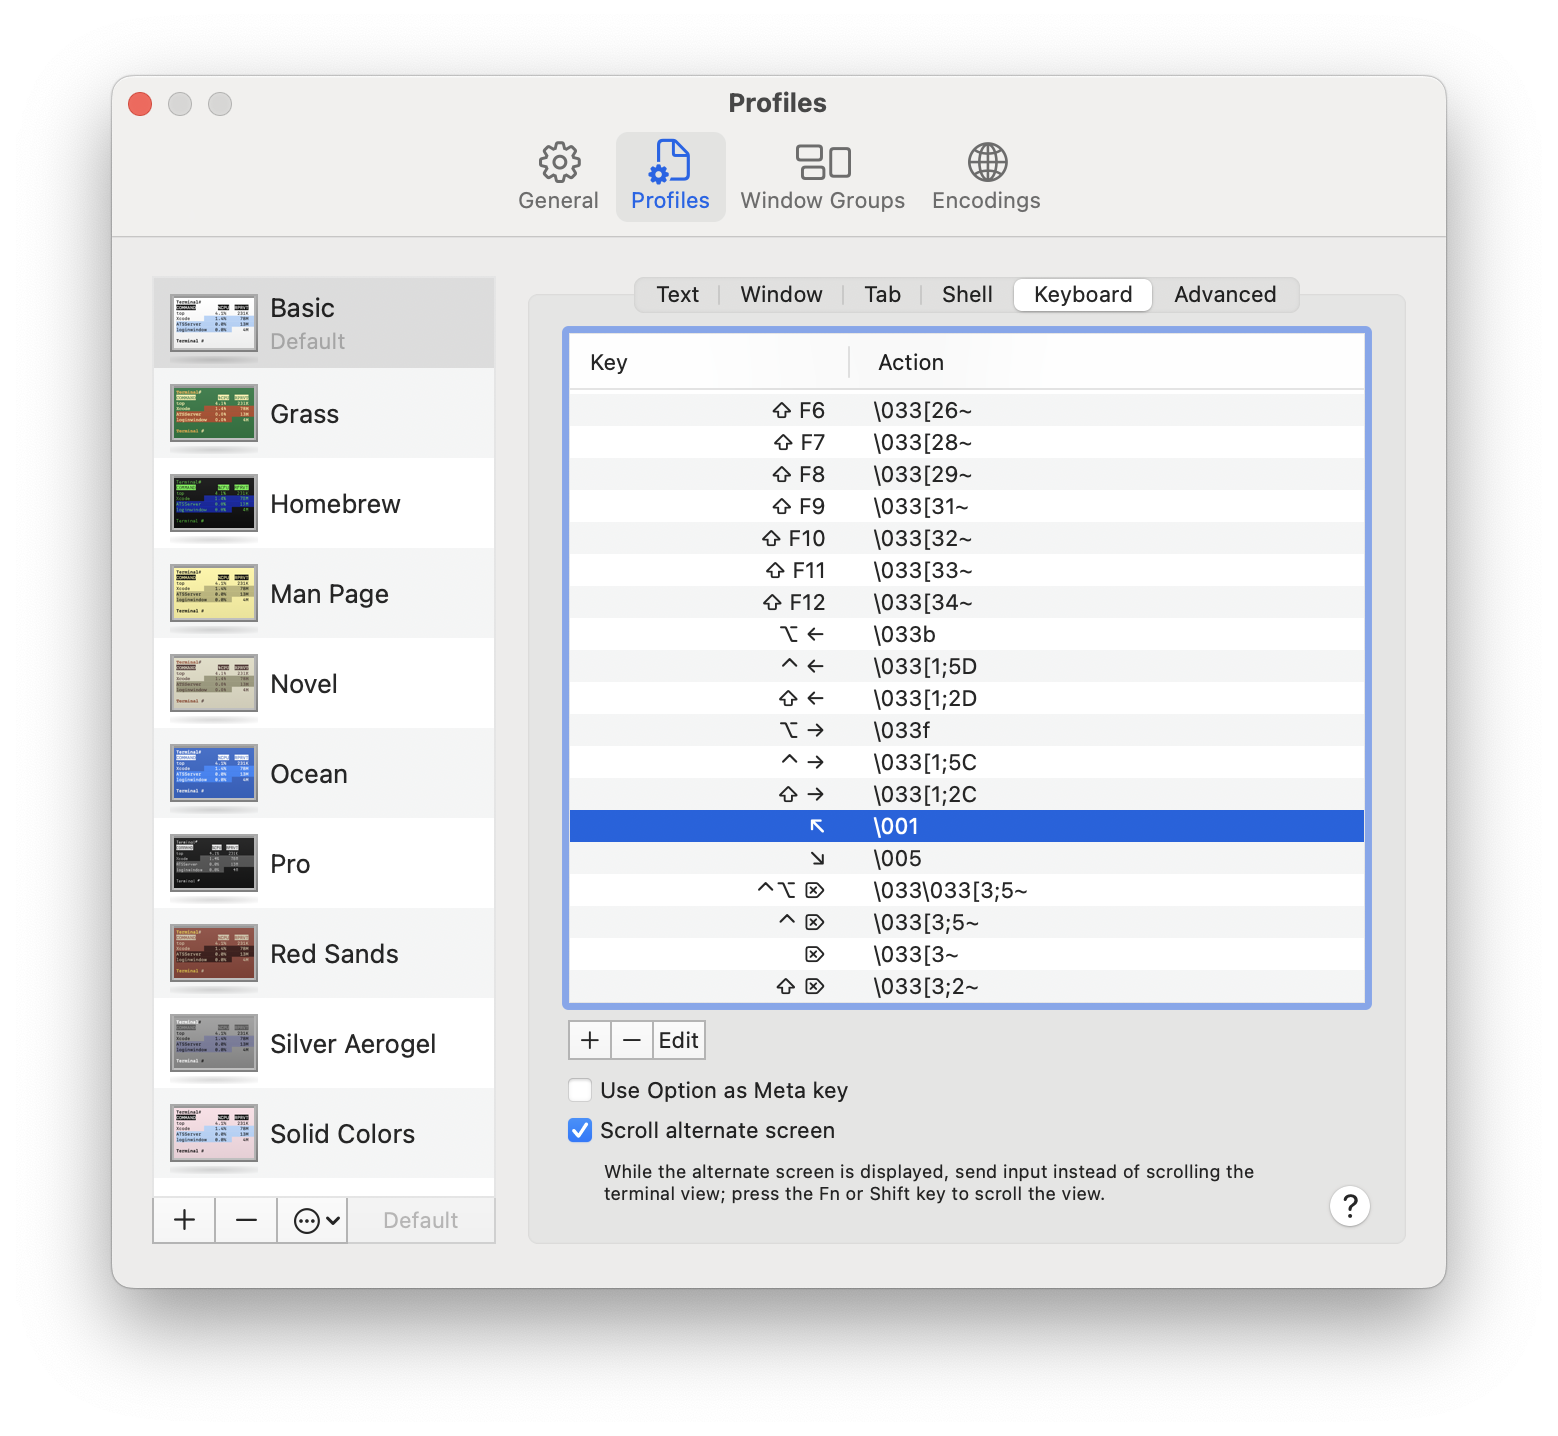 Profiles
General
Profiles
Window Groups
Encodings
Basic
Default
Grass
Homebrew
Man Page
Novel
Ocean
Pro
Red Sands
Silver Aerogel
Solid Colors
Default
Text
Window
Tab
Shell
Keyboard
Advanced
Key Action
⇧ F6 \033[26~
⇧ F7 \033[28~
⇧ F8 \033[29~
⇧ F9 \033[31~
⇧ F10 \033[32~
⇧ F11 \033[33~
⇧ F12 \033[34~
⌥ ← \033b
^ ← \033[1;5D
⇧ ← \033[1;2D
⌥ → \033f
^ → \033[1;5C
⇧ → \033[1;2C
↖ \001
↘ \005
^⌥ ⌦ \033\033[3;5~
^ ⌦ \033[3;5~
⌦ \033[3~
⇧ ⌦ \033[3;2~
+ − Edit
Use Option as Meta key
Scroll alternate screen
While the alternate screen is displayed, send input instead of scrolling the
terminal view; press the Fn or Shift key to scroll the view.
?